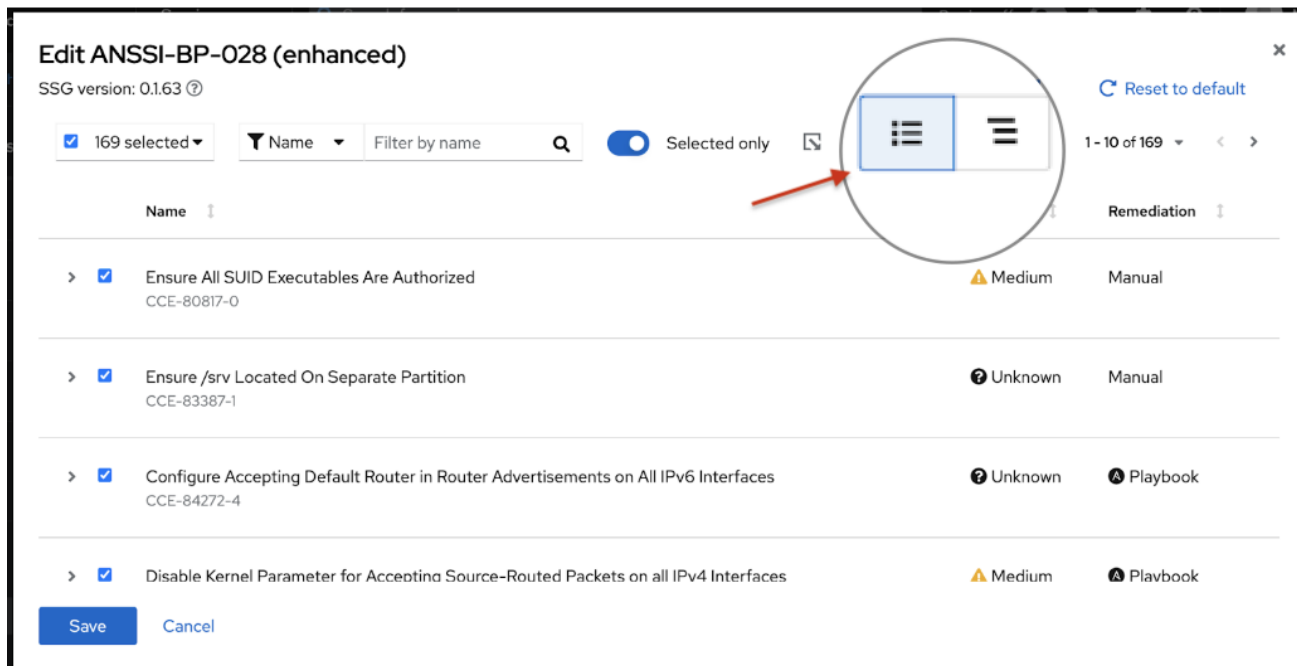 Edit ANSSI-BP-028 (enhanced)
SSG version: 0.1.63
Reset to default
169 selected Name Filter by name Selected only 1 - 10 of 169
Name Remediation
Ensure All SUID Executables Are Authorized Medium Manual
CCE-80817-0
Ensure /srv Located On Separate Partition Unknown Manual
CCE-83387-1
Configure Accepting Default Router in Router Advertisements on All IPv6 Interfaces Unknown Playbook
CCE-84272-4
Disable Kernel Parameter for Accepting Source-Routed Packets on all IPv4 Interfaces Medium Playbook
Save Cancel